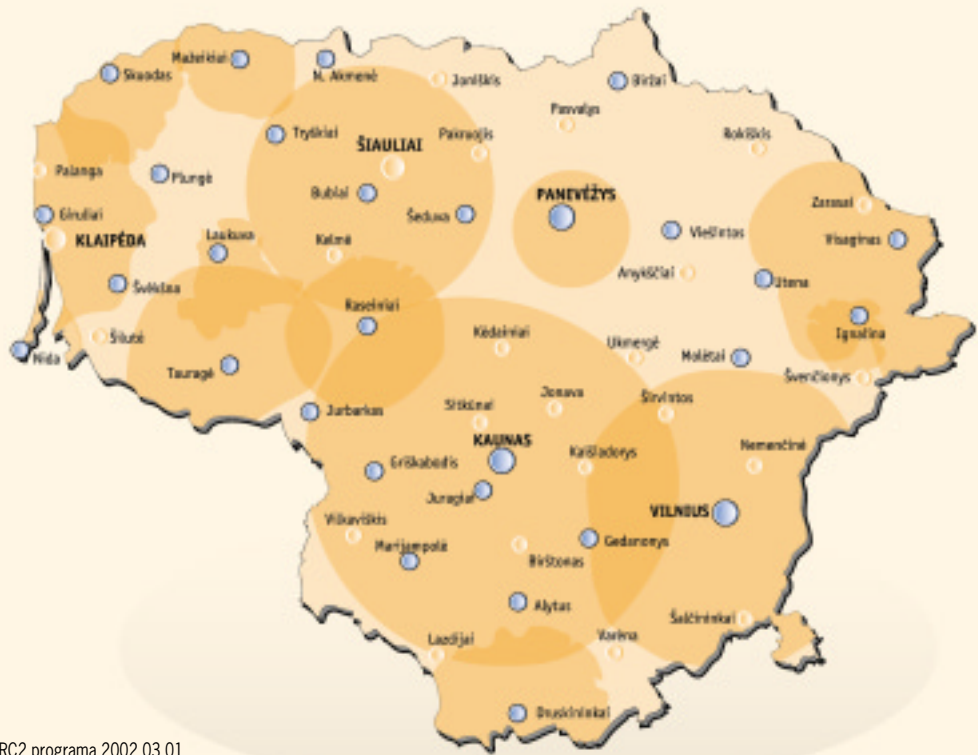 Mažeikiai
Skuodas
N. Akmenė
Joniškis
Biržai
Pasvalys
Tryškiai
Pakruojis
Rokiškis
ŠIAULIAI
Palanga
Plungė
Bubiai
PANEVĖŽYS
Zarasai
Giruliai
Šeduva
KLAIPĖDA
Laukuva
Viešintos
Visaginas
Kelmė
Anykščiai
Utena
Švėkšna
Raseiniai
Ignalina
Šilutė
Kėdainiai
Nida
Ukmergė
Molėtai
Tauragė
Švenčionys
Jonava
Širvintos
Sitkūnai
Jurbarkas
KAUNAS
Nemenčinė
Griškabūdis
Kaišiadorys
Juragiai
VILNIUS
Vilkaviškis
Gedanonys
Marijampolė
Birštonas
Alytus
Šalčininkai
Lazdijai
Varėna
Druskininkai
RC2 programa 2002 03 01